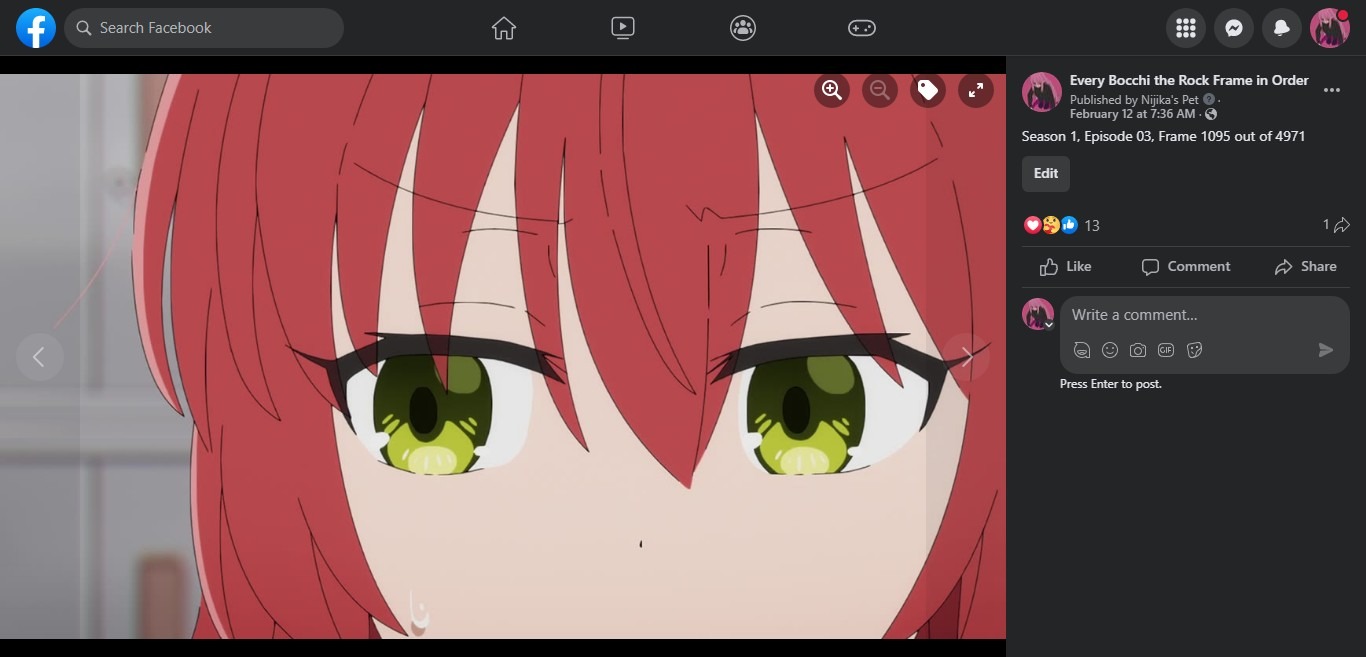 Search Facebook
Every Bocchi the Rock Frame in Order
Published by Nijika's Pet ·
February 12 at 7:36 AM ·
Season 1, Episode 03, Frame 1095 out of 4971
Edit
13
1
Like
Comment
Share
Write a comment...
GIF
Press Enter to post.